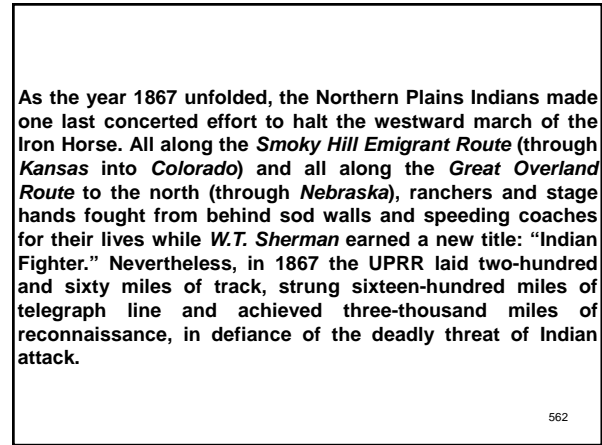 As the year 1867 unfolded, the Northern Plains Indians made
one last concerted effort to halt the westward march of the
Iron Horse. All along the Smoky Hill Emigrant Route (through
Kansas into Colorado) and all along the Great Overland
Route to the north (through Nebraska), ranchers and stage
hands fought from behind sod walls and speeding coaches
for their lives while W.T. Sherman earned a new title: “Indian
Fighter.” Nevertheless, in 1867 the UPRR laid two-hundred
and sixty miles of track, strung sixteen-hundred miles of
telegraph line and achieved three-thousand miles of
reconnaissance, in defiance of the deadly threat of Indian
attack.
562